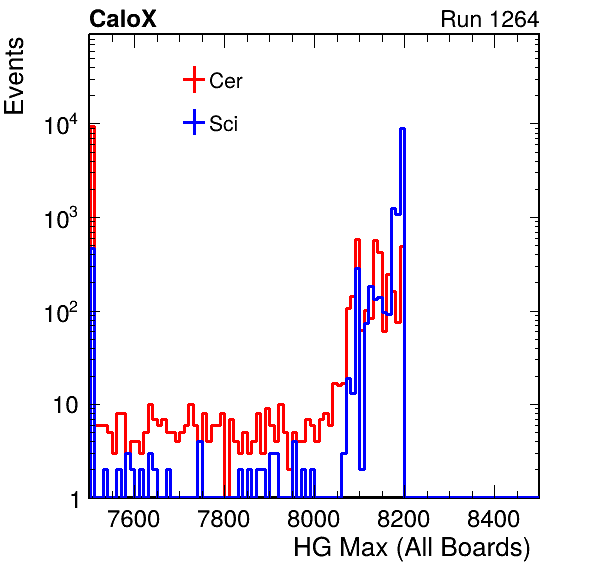 CaloX Run 1264
Events
Cer
Sci
10^4
10^3
10^2
10
1
7600 7800 8000 8200 8400
HG Max (All Boards)